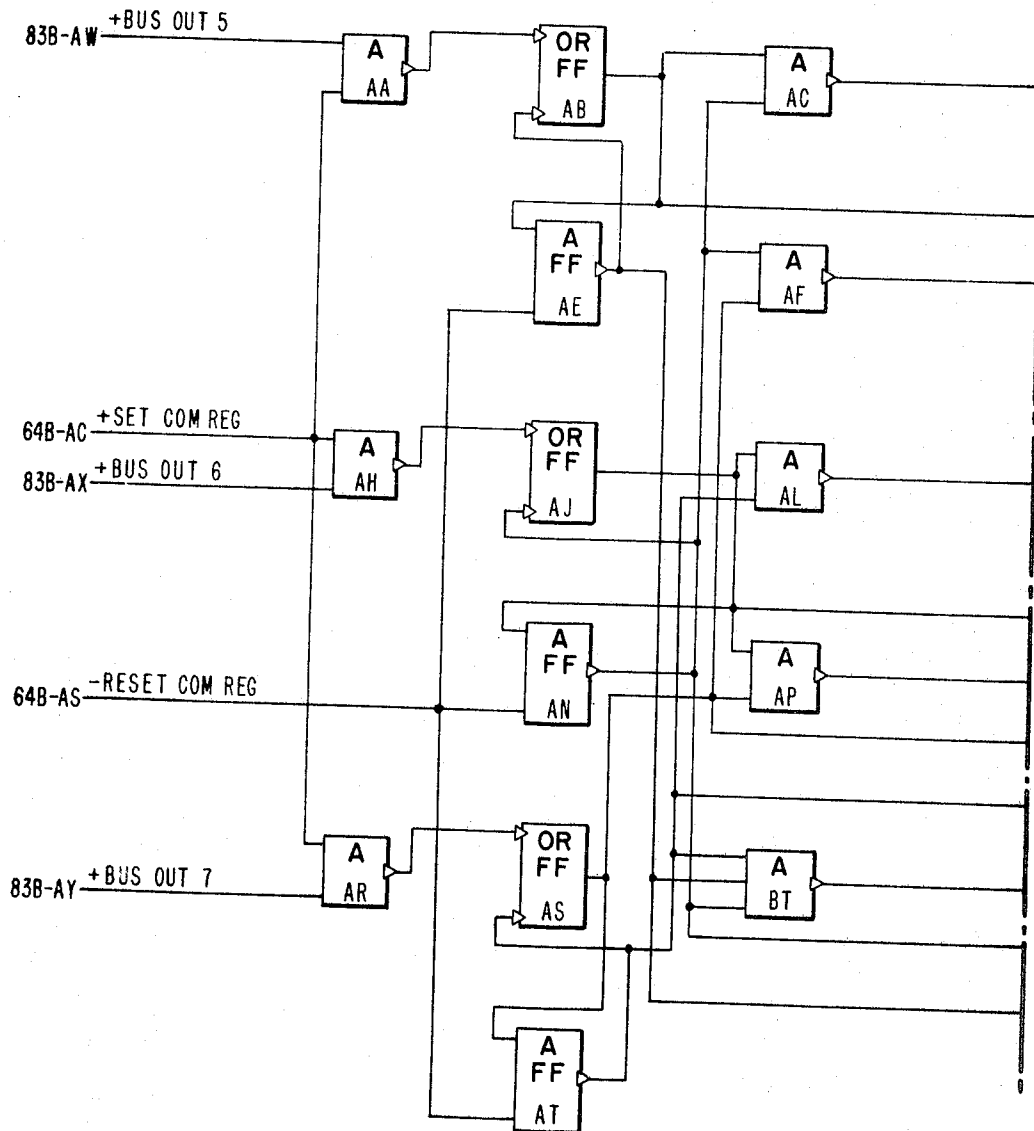 83B-AW +BUS OUT 5
A
AA
OR
FF
AB
A
AC
A
FF
AE
A
AF
64B-AC +SET COM REG
83B-AX +BUS OUT 6
A
AH
OR
FF
AJ
A
AL
A
FF
AN
A
AP
64B-AS -RESET COM REG
83B-AY +BUS OUT 7
A
AR
OR
FF
AS
A
BT
A
FF
AT